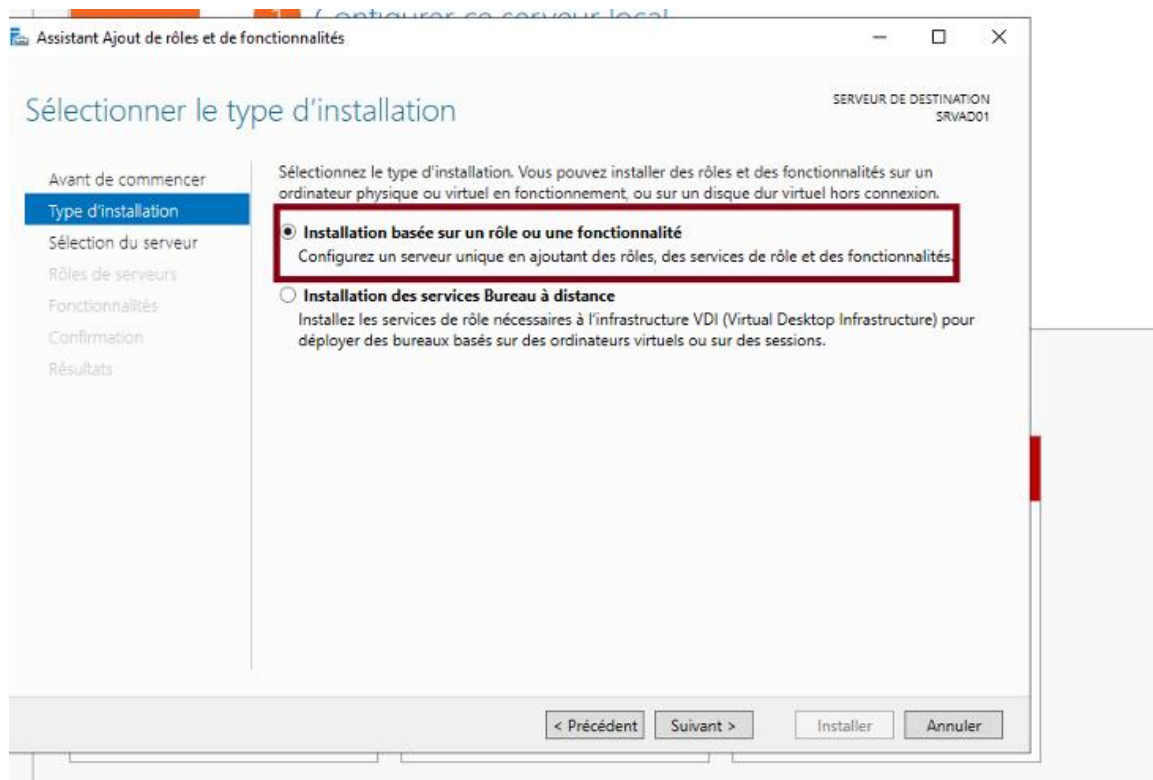 1 Configurer ce serveur local
Assistant Ajout de rôles et de fonctionnalités
Sélectionner le type d'installation
SERVEUR DE DESTINATION
SRVAD01
Avant de commencer
Type d'installation
Sélection du serveur
Rôles de serveurs
Fonctionnalités
Confirmation
Résultats
Sélectionnez le type d'installation. Vous pouvez installer des rôles et des fonctionnalités sur un
ordinateur physique ou virtuel en fonctionnement, ou sur un disque dur virtuel hors connexion.
Installation basée sur un rôle ou une fonctionnalité
Configurez un serveur unique en ajoutant des rôles, des services de rôle et des fonctionnalités.
Installation des services Bureau à distance
Installez les services de rôle nécessaires à l'infrastructure VDI (Virtual Desktop Infrastructure) pour
déployer des bureaux basés sur des ordinateurs virtuels ou sur des sessions.
< Précédent Suivant > Installer Annuler